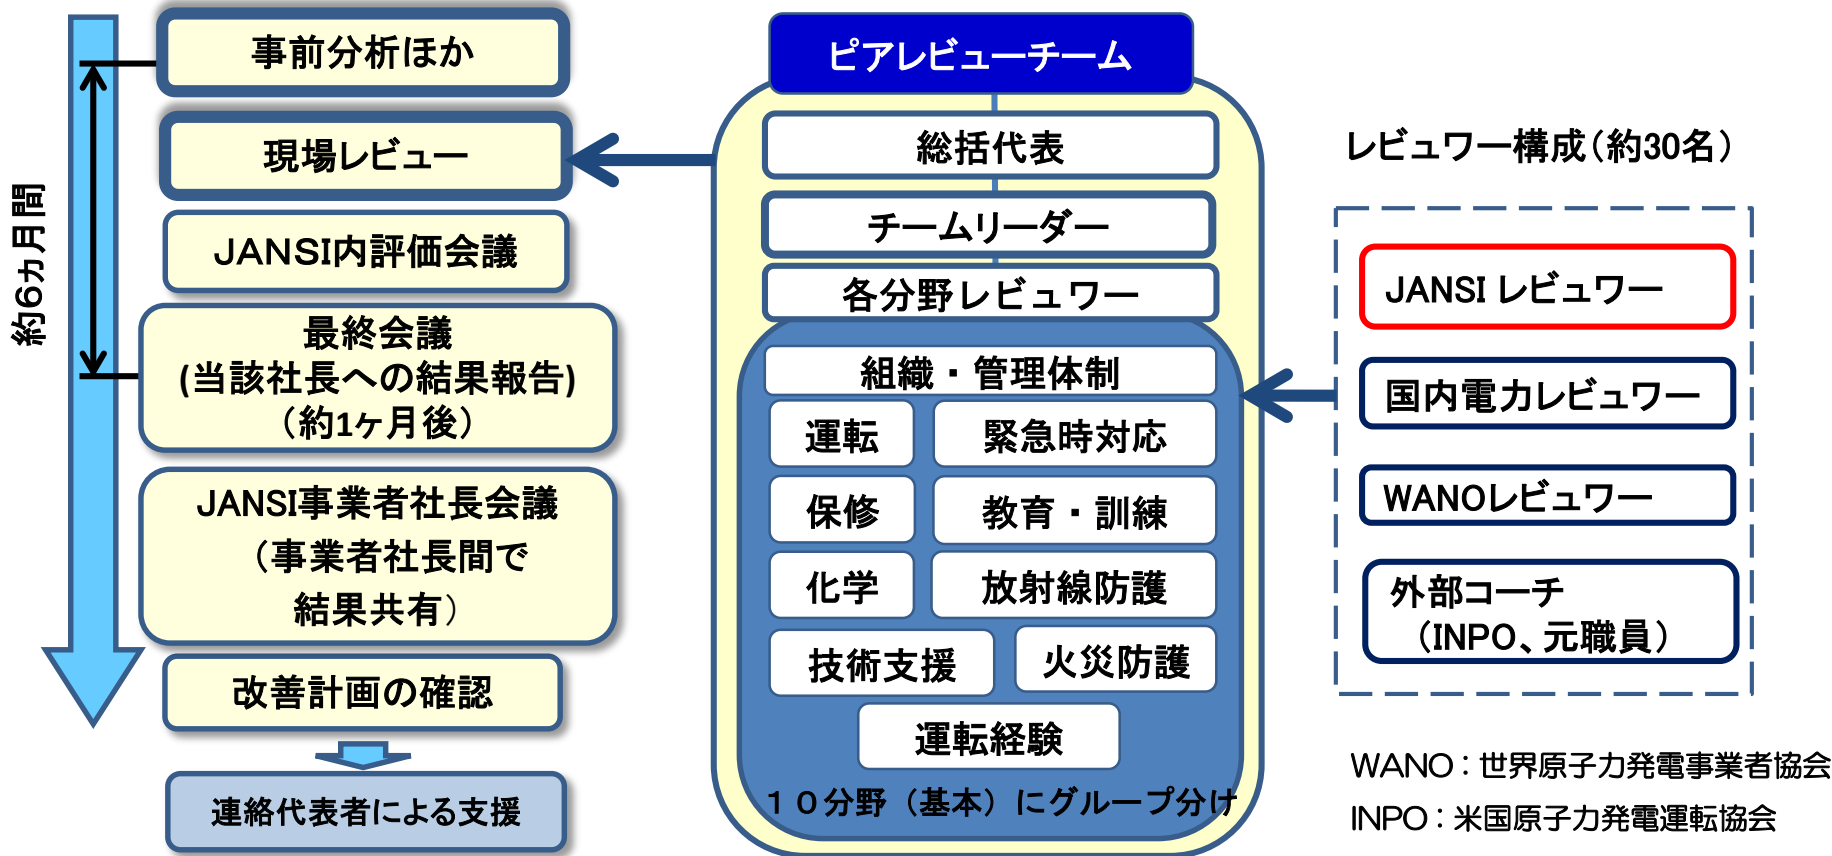 約6ヵ月間
事前分析ほか
現場レビュー
JANSI内評価会議
最終会議
(当該社長への結果報告)
（約1ヶ月後）
JANSI事業者社長会議
（事業者社長間で
結果共有）
改善計画の確認
連絡代表者による支援
ピアレビューチーム
総括代表
チームリーダー
各分野レビュワー
組織・管理体制
運転
緊急時対応
保修
教育・訓練
化学
放射線防護
技術支援
火災防護
運転経験
１０分野（基本）にグループ分け
レビュワー構成（約30名）
JANSI レビュワー
国内電力レビュワー
WANOレビュワー
外部コーチ
（INPO、元職員）
WANO：世界原子力発電事業者協会
INPO：米国原子力発電運転協会